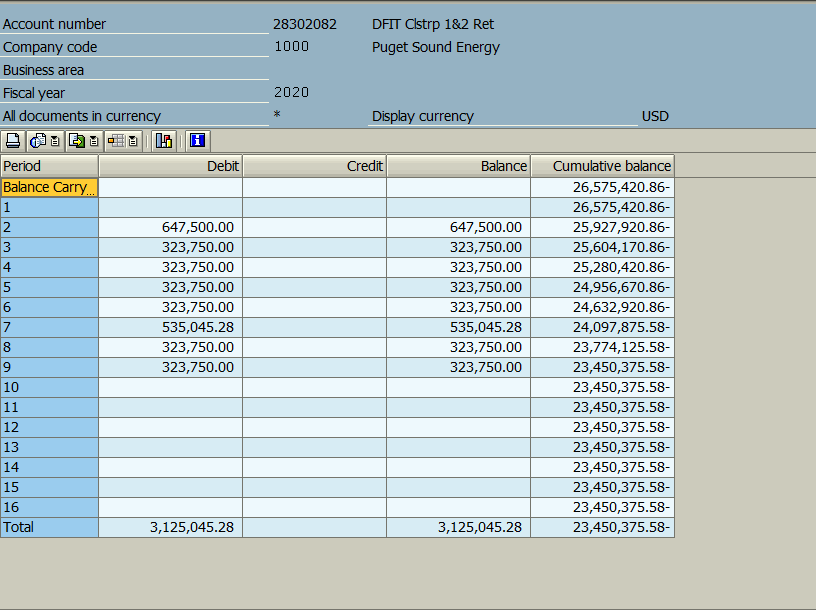 Account number 28302082 DFIT Clstrp 1&2 Ret
Company code 1000 Puget Sound Energy
Business area
Fiscal year 2020
All documents in currency * Display currency USD
Period Debit Credit Balance Cumulative balance
Balance Carry... 26,575,420.86-
1 26,575,420.86-
2 647,500.00 647,500.00 25,927,920.86-
3 323,750.00 323,750.00 25,604,170.86-
4 323,750.00 323,750.00 25,280,420.86-
5 323,750.00 323,750.00 24,956,670.86-
6 323,750.00 323,750.00 24,632,920.86-
7 535,045.28 535,045.28 24,097,875.58-
8 323,750.00 323,750.00 23,774,125.58-
9 323,750.00 323,750.00 23,450,375.58-
10 23,450,375.58-
11 23,450,375.58-
12 23,450,375.58-
13 23,450,375.58-
14 23,450,375.58-
15 23,450,375.58-
16 23,450,375.58-
Total 3,125,045.28 3,125,045.28 23,450,375.58-